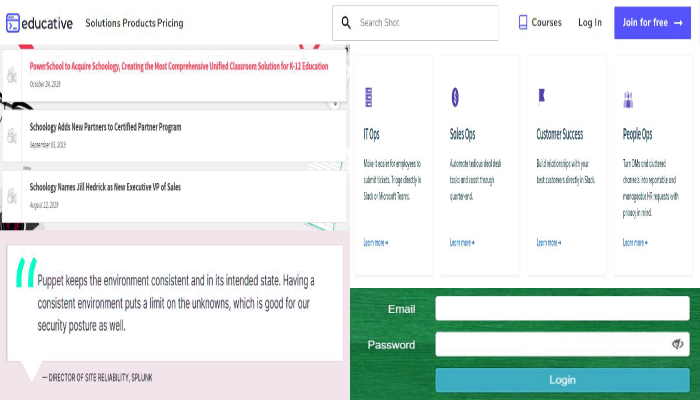 educative
Solutions Products Pricing
Search Shot
Courses
Log In
Join for free →
PowerSchool to Acquire Schoology, Creating the Most Comprehensive Unified Classroom Solution for K-12 Education
October 24, 2019
Schoology Adds New Partners to Certified Partner Program
September 05, 2019
Schoology Names Jill Hedrick as New Executive VP of Sales
August 12, 2019
IT Ops
Make it easier for employees to
submit tickets. Triage directly in
Slack or Microsoft Teams.
Learn more →
Sales Ops
Automate tedious deal desk
tasks and coast through
quarter-end.
Learn more →
Customer Success
Build relationships with your
best customers directly in Slack.
Learn more →
People Ops
Turn DMs and cluttered
channels into reportable and
manageable HR requests with
privacy in mind.
Learn more →
“Puppet keeps the environment consistent and in its intended state. Having a
consistent environment puts a limit on the unknowns, which is good for our
security posture as well.
— DIRECTOR OF SITE RELIABILITY, SPLUNK
Email
Password
Login